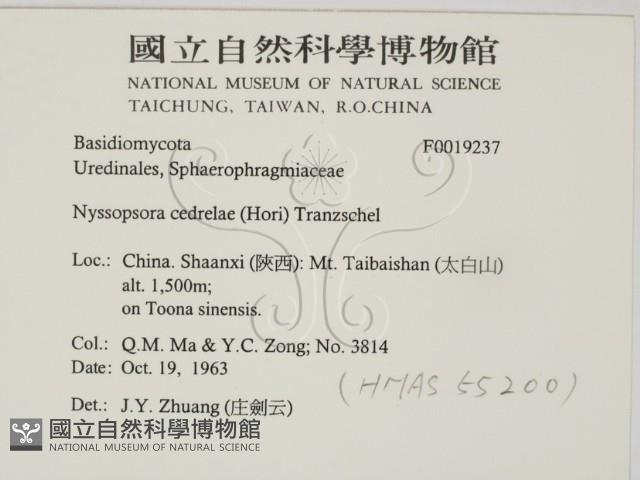 國立自然科學博物館
NATIONAL MUSEUM OF NATURAL SCIENCE
TAICHUNG, TAIWAN, R.O.CHINA
Basidiomycota F0019237
Uredinales, Sphaerophragmiaceae
Nyssopsora cedrelae (Hori) Tranzschel
Loc.: China. Shaanxi (陝西): Mt. Taibaishan (太白山)
alt. 1,500m;
on Toona sinensis.
Col.: Q.M. Ma & Y.C. Zong; No. 3814
Date: Oct. 19, 1963
(HMAS 55200)
Det.: J.Y. Zhuang (庄劍云)
國立自然科學博物館
NATIONAL MUSEUM OF NATURAL SCIENCE